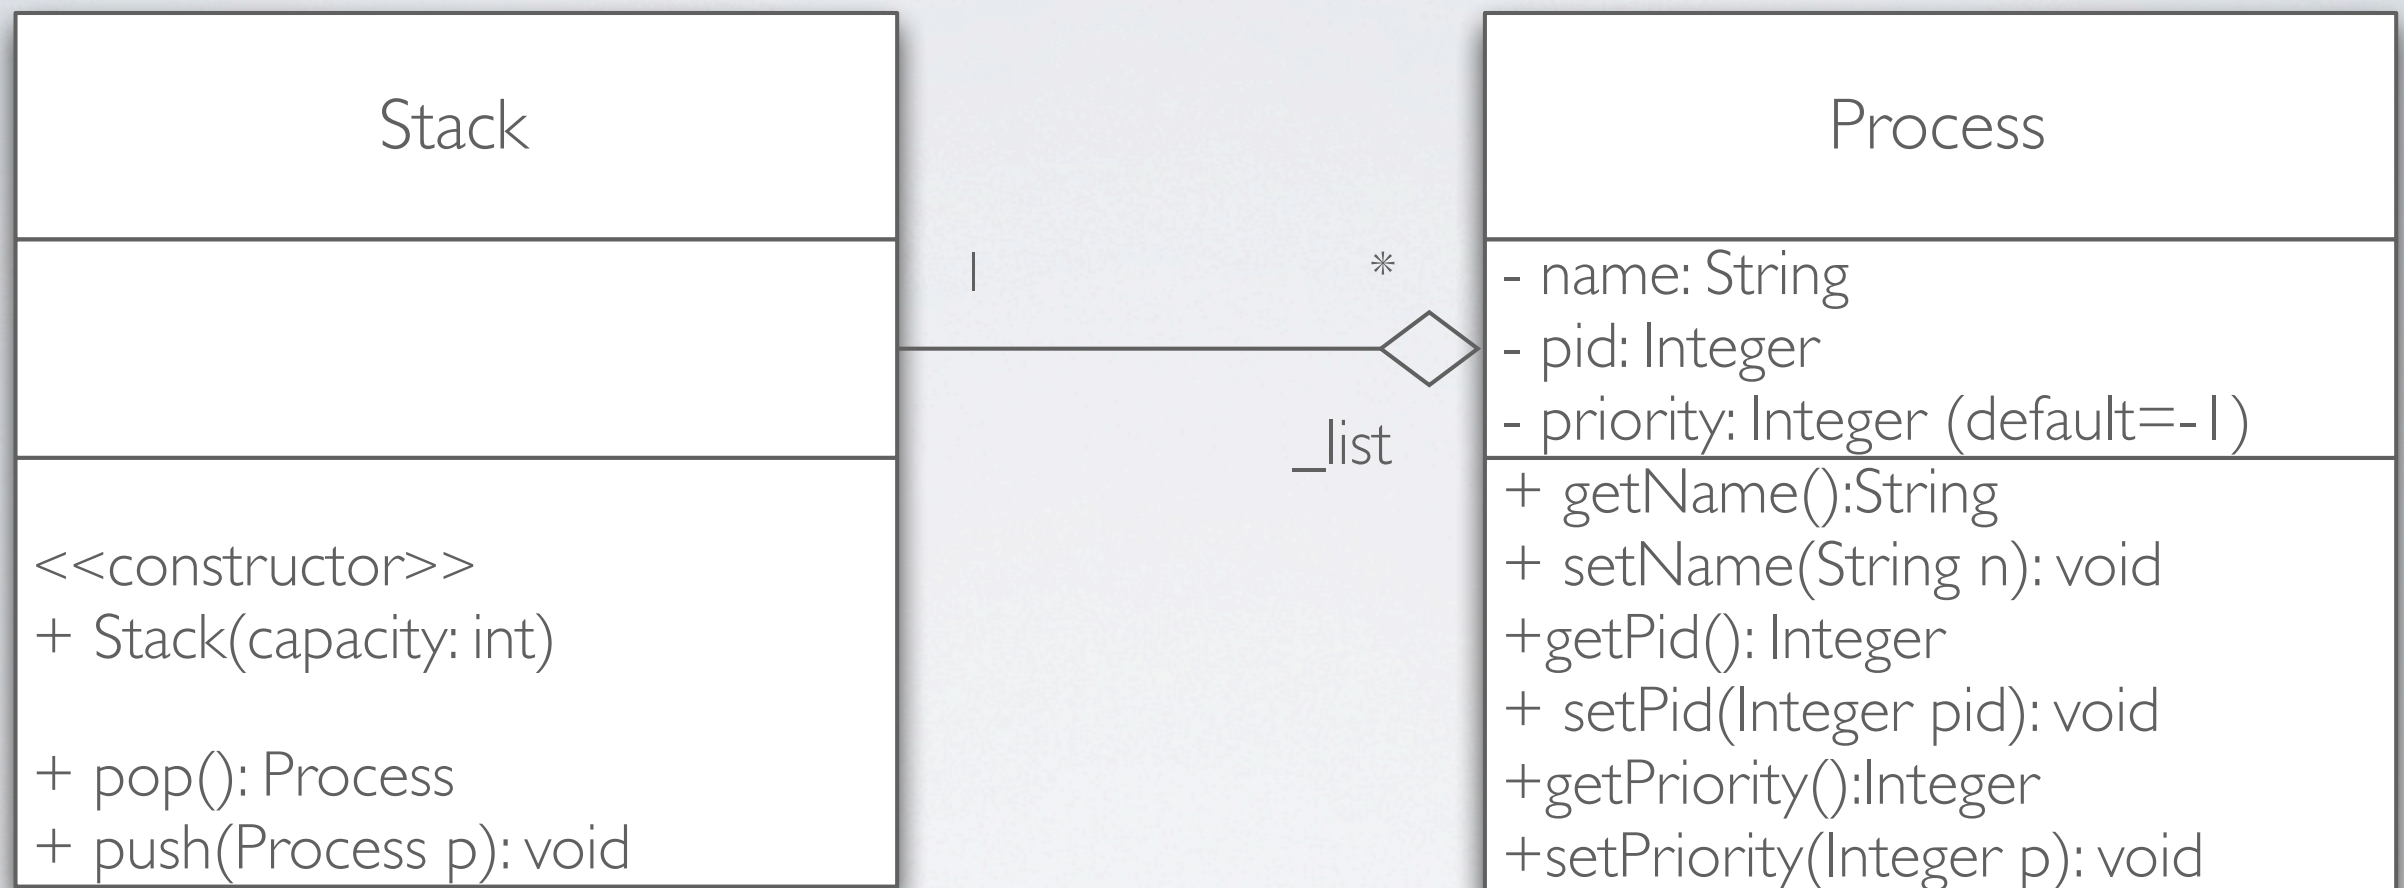 Stack
<<constructor>>
+ Stack(capacity: int)
+ pop(): Process
+ push(Process p): void
1
*
_list
Process
- name: String
- pid: Integer
- priority: Integer (default=-1)
+ getName():String
+ setName(String n): void
+getPid(): Integer
+ setPid(Integer pid): void
+getPriority():Integer
+setPriority(Integer p): void